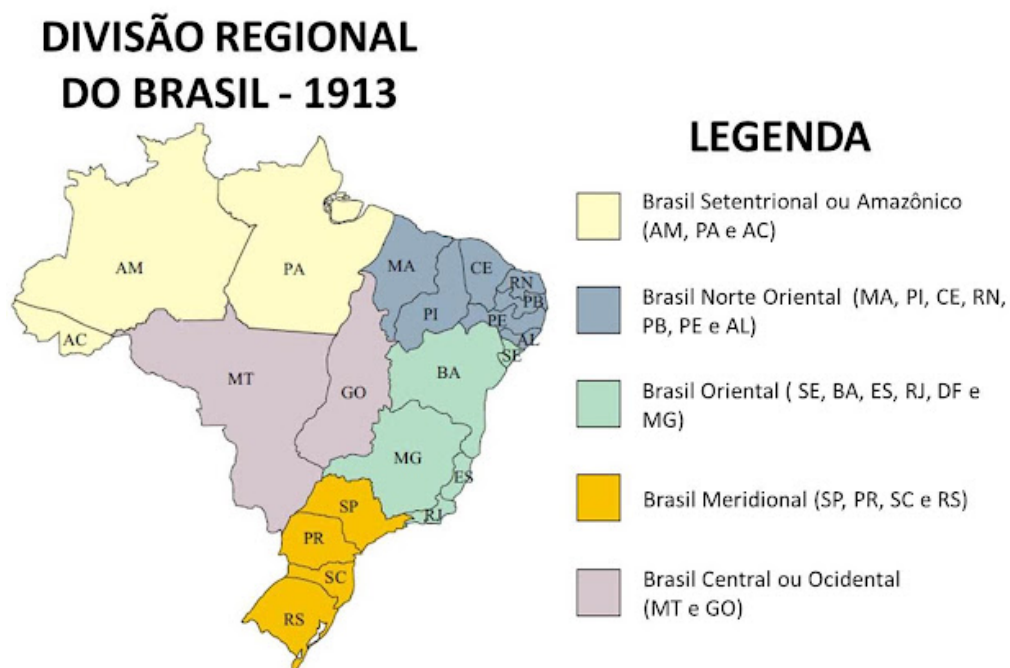 DIVISÃO REGIONAL
DO BRASIL - 1913
LEGENDA
Brasil Setentrional ou Amazônico
(AM, PA e AC)
Brasil Norte Oriental (MA, PI, CE, RN,
PB, PE e AL)
Brasil Oriental ( SE, BA, ES, RJ, DF e
MG)
Brasil Meridional (SP, PR, SC e RS)
Brasil Central ou Ocidental
(MT e GO)
AM
PA
AC
MA
CE
RN
PB
PI
PE
AL
SE
BA
MT
GO
MG
ES
RJ
SP
PR
SC
RS